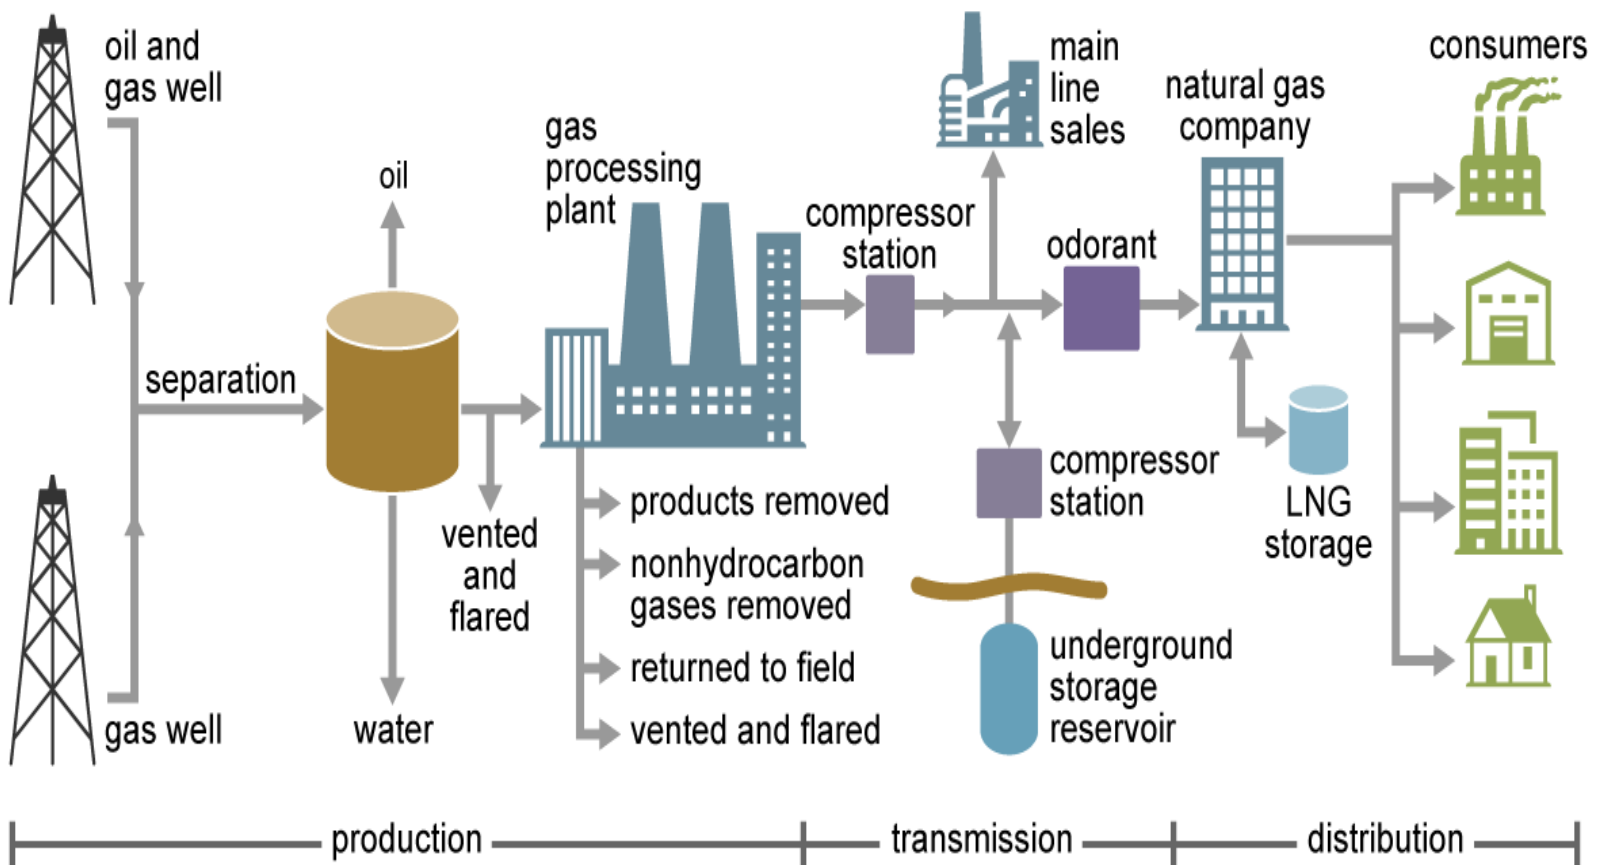 oil and
gas well
gas well
separation
oil
water
vented
and
flared
gas
processing
plant
products removed
nonhydrocarbon
gases removed
returned to field
vented and flared
compressor
station
main
line
sales
odorant
compressor
station
underground
storage
reservoir
natural gas
company
LNG
storage
consumers
production
transmission
distribution